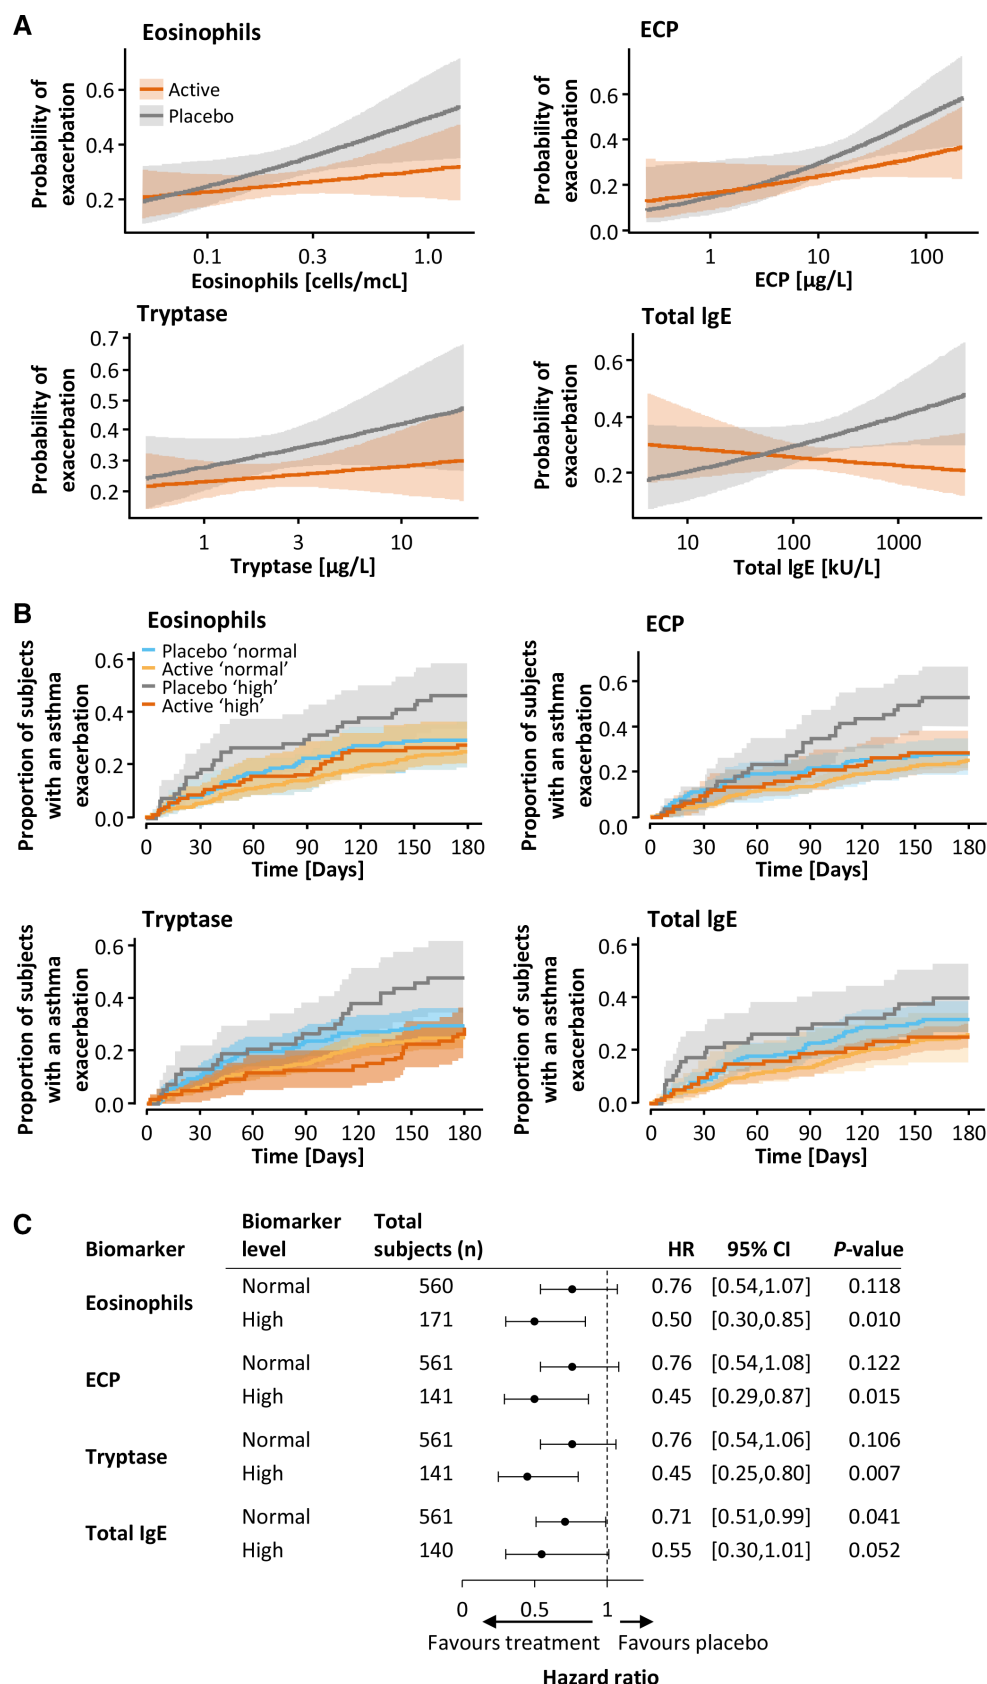 A
Eosinophils
Probability of
exacerbation
0.6
0.4
0.2
Active
Placebo
0.1 0.3 1.0
Eosinophils [cells/mcL]
ECP
Probability of
exacerbation
0.6
0.4
0.2
0.0
1 10 100
ECP [µg/L]
Tryptase
Probability of
exacerbation
0.7
0.6
0.5
0.4
0.3
0.2
1 3 10
Tryptase [µg/L]
Total IgE
Probability of
exacerbation
0.6
0.4
0.2
10 100 1000
Total IgE [kU/L]
B
Eosinophils
Proportion of subjects
with an asthma
exacerbation
0.6
0.4
0.2
0.0
Placebo ‘normal
Active ‘normal’
Placebo ‘high’
Active ‘high’
0 30 60 90 120 150 180
Time [Days]
ECP
Proportion of subjects
with an asthma
exacerbation
0.6
0.4
0.2
0.0
0 30 60 90 120 150 180
Time [Days]
Tryptase
Proportion of subjects
with an asthma
exacerbation
0.6
0.4
0.2
0.0
0 30 60 90 120 150 180
Time [Days]
Total IgE
Proportion of subjects
with an asthma
exacerbation
0.6
0.4
0.2
0.0
0 30 60 90 120 150 180
Time [Days]
C
Biomarker Biomarker level Total subjects (n) HR 95% CI P-value
Eosinophils
Normal 560 0.76 [0.54,1.07] 0.118
High 171 0.50 [0.30,0.85] 0.010
ECP
Normal 561 0.76 [0.54,1.08] 0.122
High 141 0.45 [0.29,0.87] 0.015
Tryptase
Normal 561 0.76 [0.54,1.06] 0.106
High 141 0.45 [0.25,0.80] 0.007
Total IgE
Normal 561 0.71 [0.51,0.99] 0.041
High 140 0.55 [0.30,1.01] 0.052
0 0.5 1
Favours treatment Favours placebo
Hazard ratio